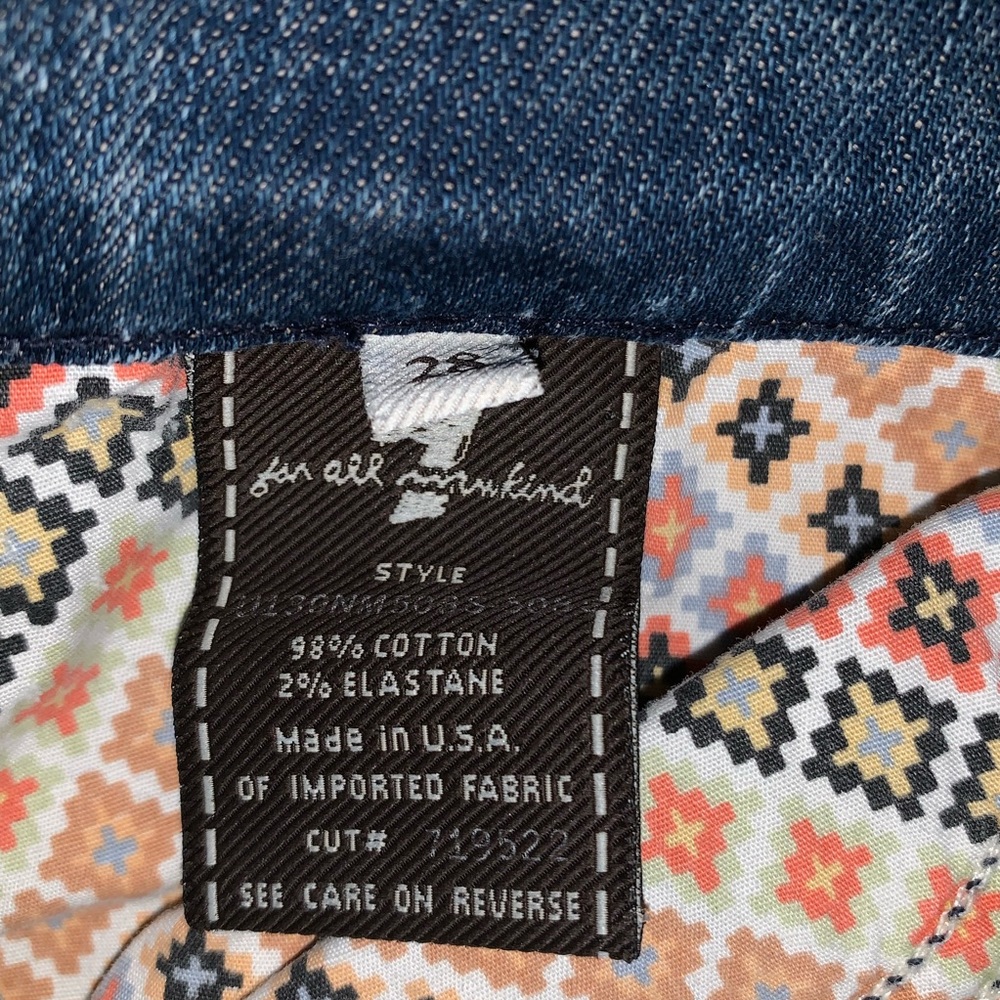 28
7
for all mankind
STYLE
98% COTTON
2% ELASTANE
Made in U.S.A.
OF IMPORTED FABRIC
CUT# 719522
SEE CARE ON REVERSE